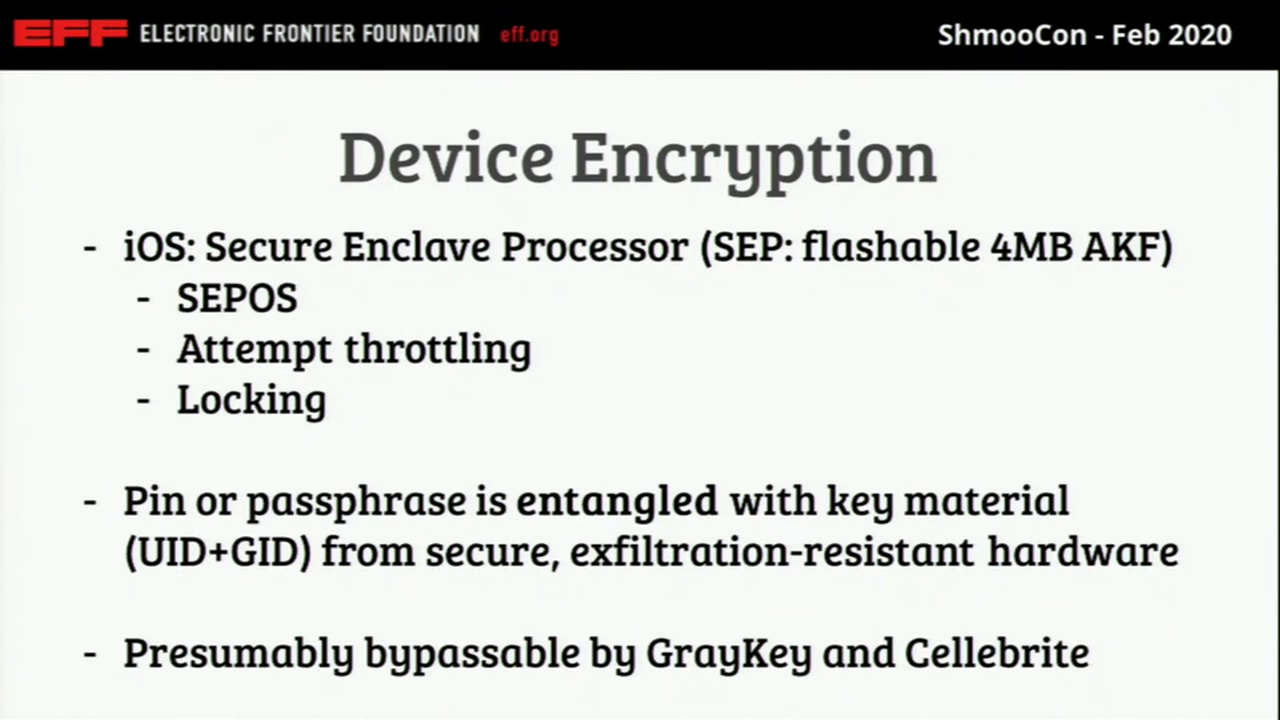 EFF ELECTRONIC FRONTIER FOUNDATION eff.org
ShmooCon - Feb 2020
Device Encryption
- iOS: Secure Enclave Processor (SEP: flashable 4MB AKF)
- SEPOS
- Attempt throttling
- Locking
- Pin or passphrase is entangled with key material
(UID+GID) from secure, exfiltration-resistant hardware
- Presumably bypassable by GrayKey and Cellebrite